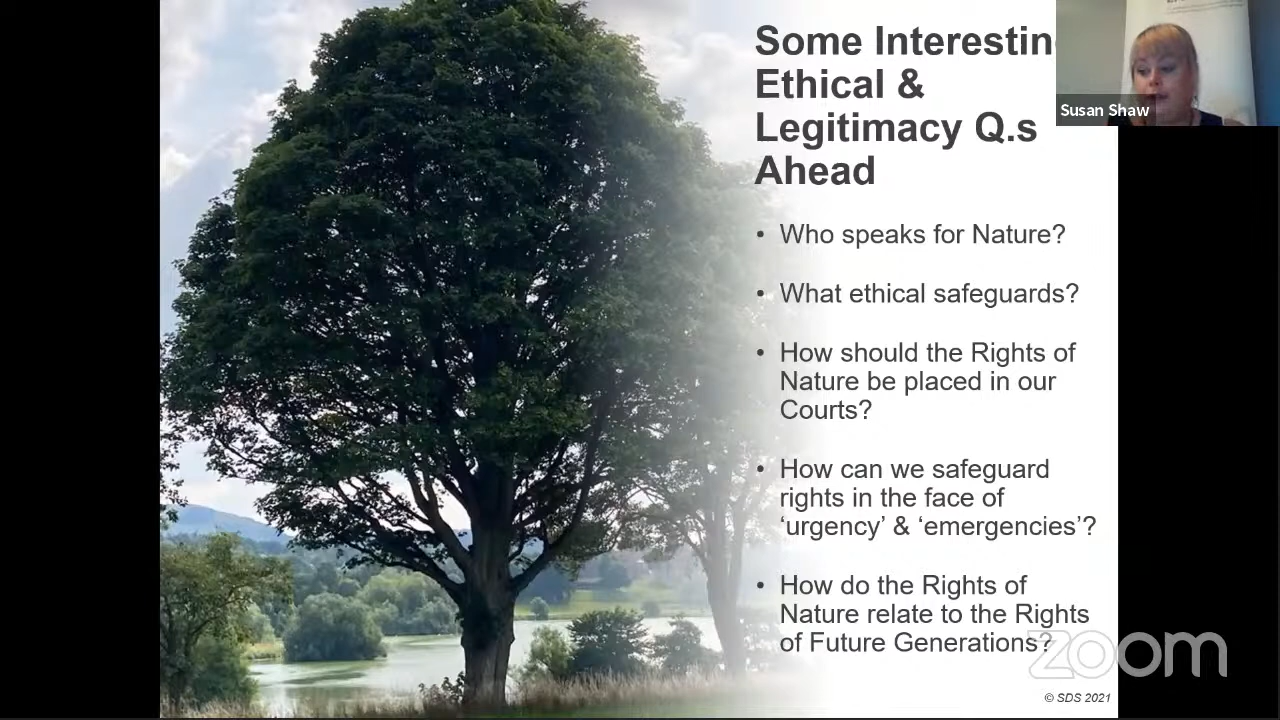 Some Interestin
Ethical &
Legitimacy Q.s
Ahead
Susan Shaw
• Who speaks for Nature?
• What ethical safeguards?
• How should the Rights of
Nature be placed in our
Courts?
• How can we safeguard
rights in the face of
‘urgency’ & ‘emergencies’?
• How do the Rights of
Nature relate to the Rights
of Future Generations?
zoom
© SDS 2021